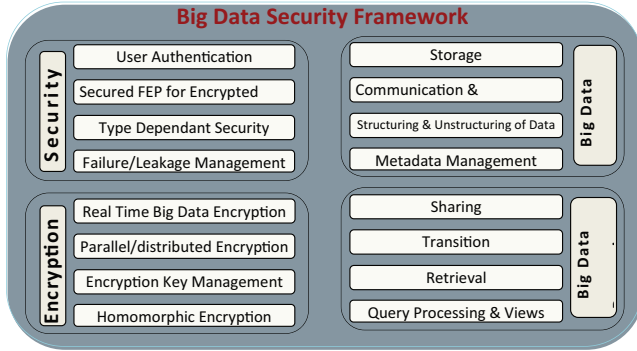 Big Data Security Framework
Security
User Authentication
Secured FEP for Encrypted
Type Dependant Security
Failure/Leakage Management
Storage
Communication &
Structuring & Unstructuring of Data
Metadata Management
Big Data
Encryption
Real Time Big Data Encryption
Parallel/distributed Encryption
Encryption Key Management
Homomorphic Encryption
Sharing
Transition
Retrieval
Query Processing & Views
Big Data